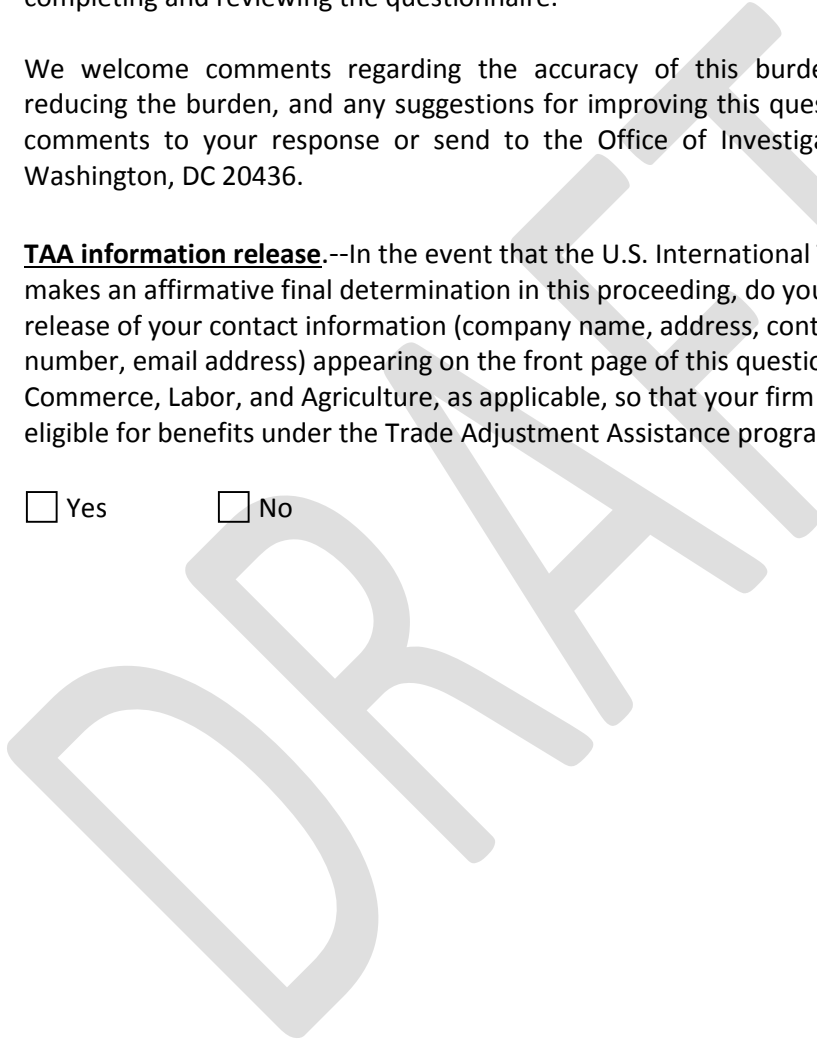 completing and reviewing the questionnaire.
We welcome comments regarding the accuracy of this burde
reducing the burden, and any suggestions for improving this ques
comments to your response or send to the Office of Investiga
Washington, DC 20436.
TAA information release.--In the event that the U.S. International
makes an affirmative final determination in this proceeding, do you
release of your contact information (company name, address, cont
number, email address) appearing on the front page of this questio
Commerce, Labor, and Agriculture, as applicable, so that your firm
eligible for benefits under the Trade Adjustment Assistance progra
Yes No
DRAFT